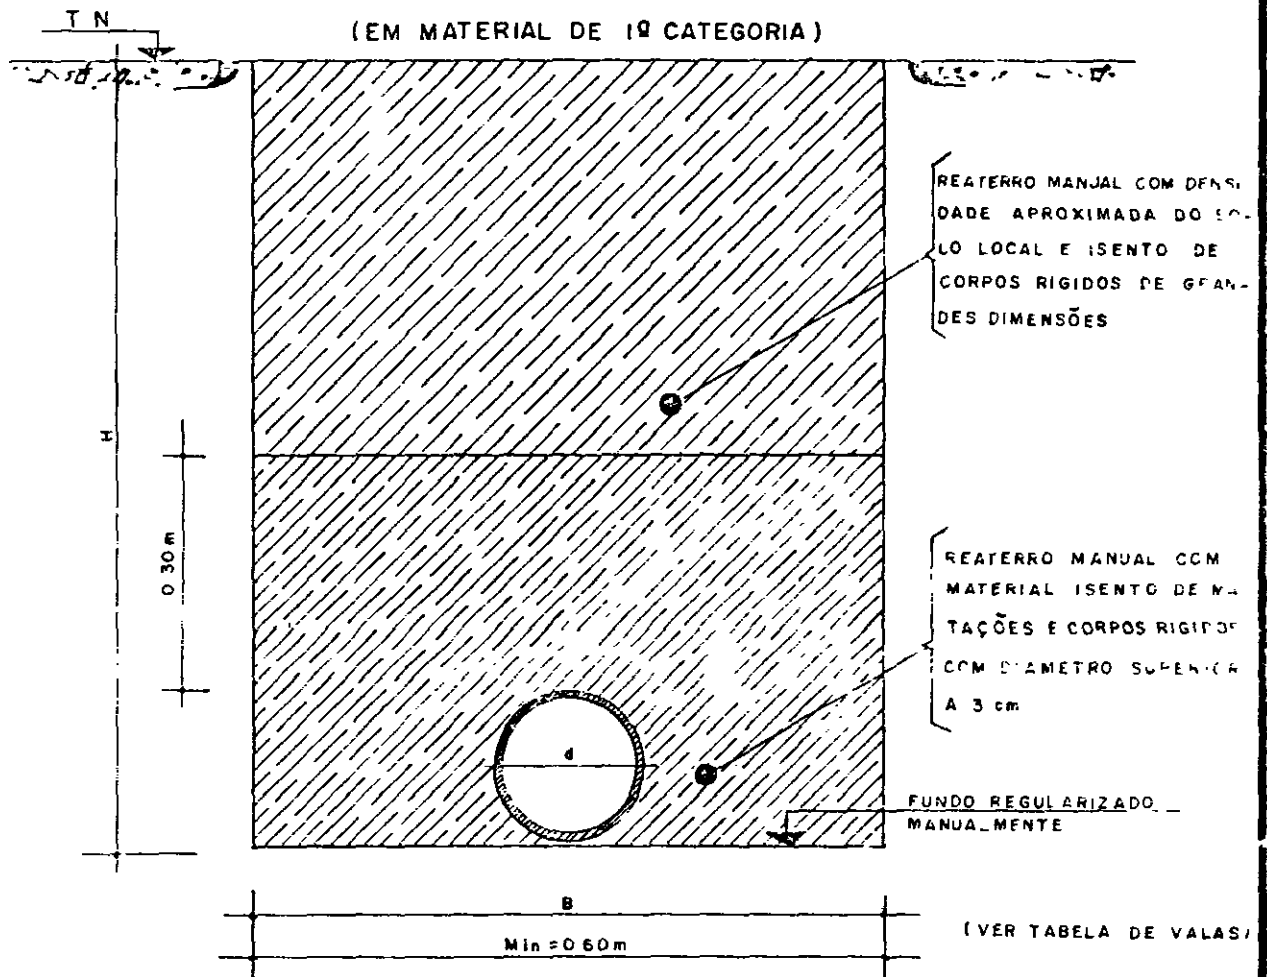 T N
(EM MATERIAL DE 1ª CATEGORIA)
REATERRO MANUAL COM DENSI-
DADE APROXIMADA DO SO-
LO LOCAL E ISENTO DE
CORPOS RIGIDOS DE GRAN-
DES DIMENSÕES
H
0 30m
REATERRO MANUAL COM
MATERIAL ISENTO DE MA
TAÇÕES E CORPOS RIGIDOS
COM DIAMETRO SUPERIOR
A 3 cm
d
FUNDO REGULARIZADO
MANUALMENTE
B
Min = 0 60m
(VER TABELA DE VALAS)